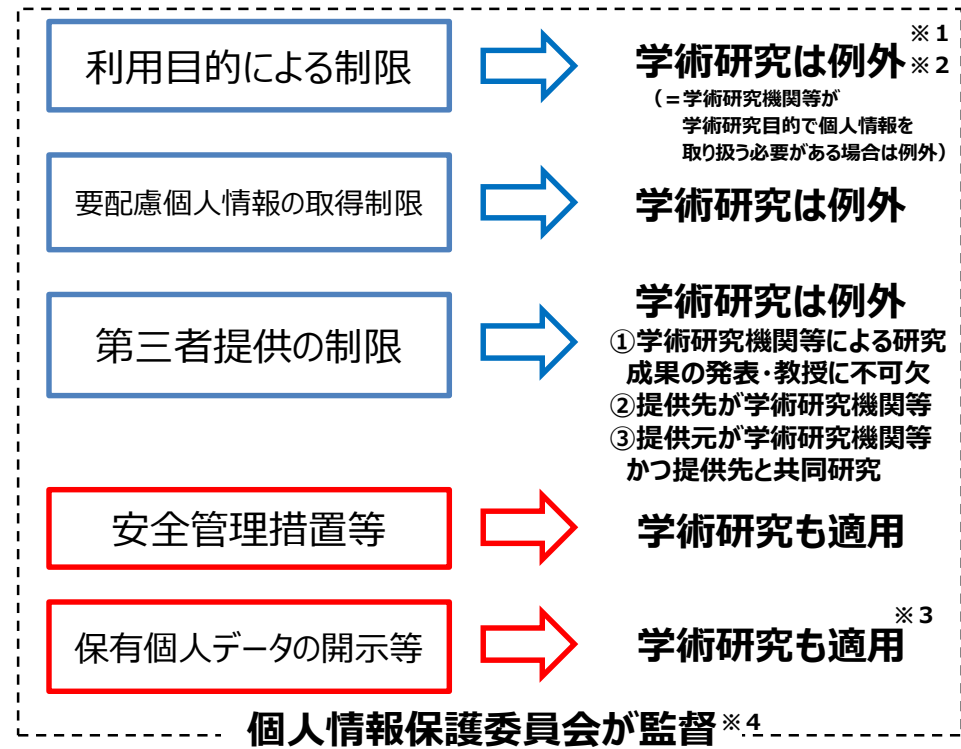 利用目的による制限
学術研究は例外※1
※2
（＝学術研究機関等が
学術研究目的で個人情報を
取り扱う必要がある場合は例外）
要配慮個人情報の取得制限
学術研究は例外
第三者提供の制限
学術研究は例外
①学術研究機関等による研究
成果の発表・教授に不可欠
②提供先が学術研究機関等
③提供元が学術研究機関等
かつ提供先と共同研究
安全管理措置等
学術研究も適用
保有個人データの開示等
学術研究も適用※3
個人情報保護委員会が監督※4